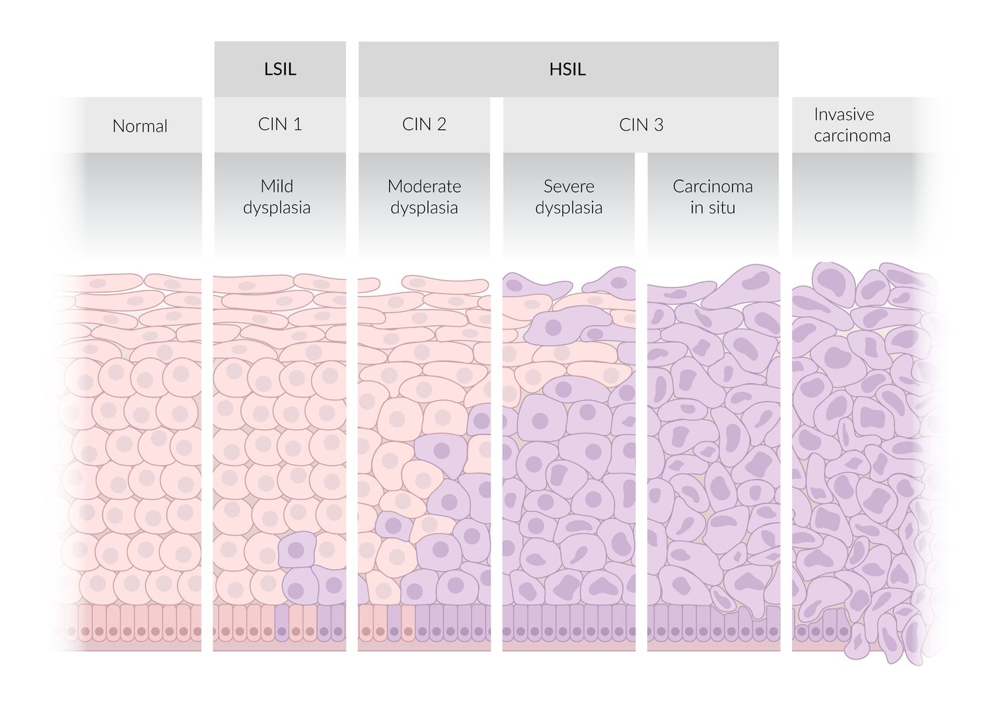 LSIL
HSIL
Normal
CIN 1
CIN 2
CIN 3
Invasive
carcinoma
Mild
dysplasia
Moderate
dysplasia
Severe
dysplasia
Carcinoma
in situ